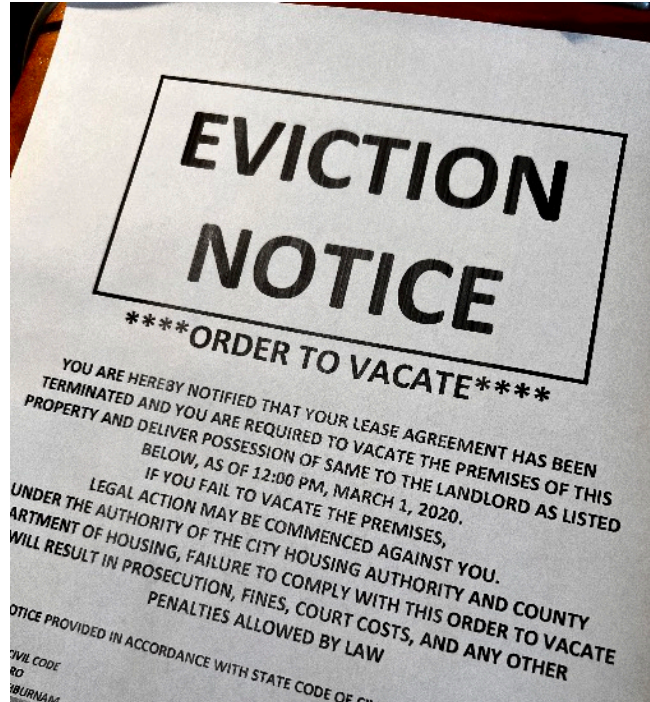 EVICTION
NOTICE
****ORDER TO VACATE****
YOU ARE HEREBY NOTIFIED THAT YOUR LEASE AGREEMENT HAS BEEN
TERMINATED AND YOU ARE REQUIRED TO VACATE THE PREMISES OF THIS
PROPERTY AND DELIVER POSSESSION OF SAME TO THE LANDLORD AS LISTED
BELOW, AS OF 12:00 PM, MARCH 1, 2020.
IF YOU FAIL TO VACATE THE PREMISES,
LEGAL ACTION MAY BE COMMENCED AGAINST YOU.
UNDER THE AUTHORITY OF THE CITY HOUSING AUTHORITY AND COUNTY
ARTMENT OF HOUSING, FAILURE TO COMPLY WITH THIS ORDER TO VACATE
WILL RESULT IN PROSECUTION, FINES, COURT COSTS, AND ANY OTHER
PENALTIES ALLOWED BY LAW
OTICE PROVIDED IN ACCORDANCE WITH STATE CODE OF
CIVIL CODE
RO
HBURNAM